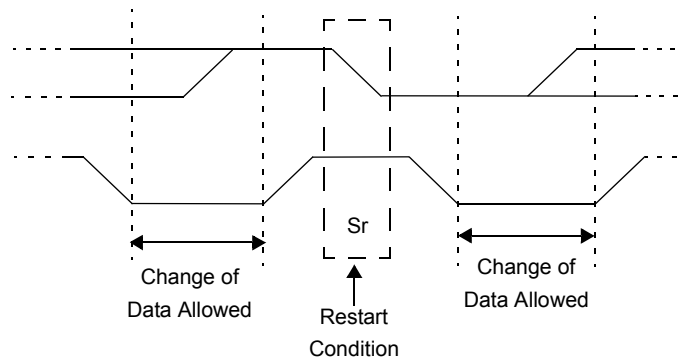 Sr
Change of
Data Allowed
Change of
Data Allowed
Restart
Condition